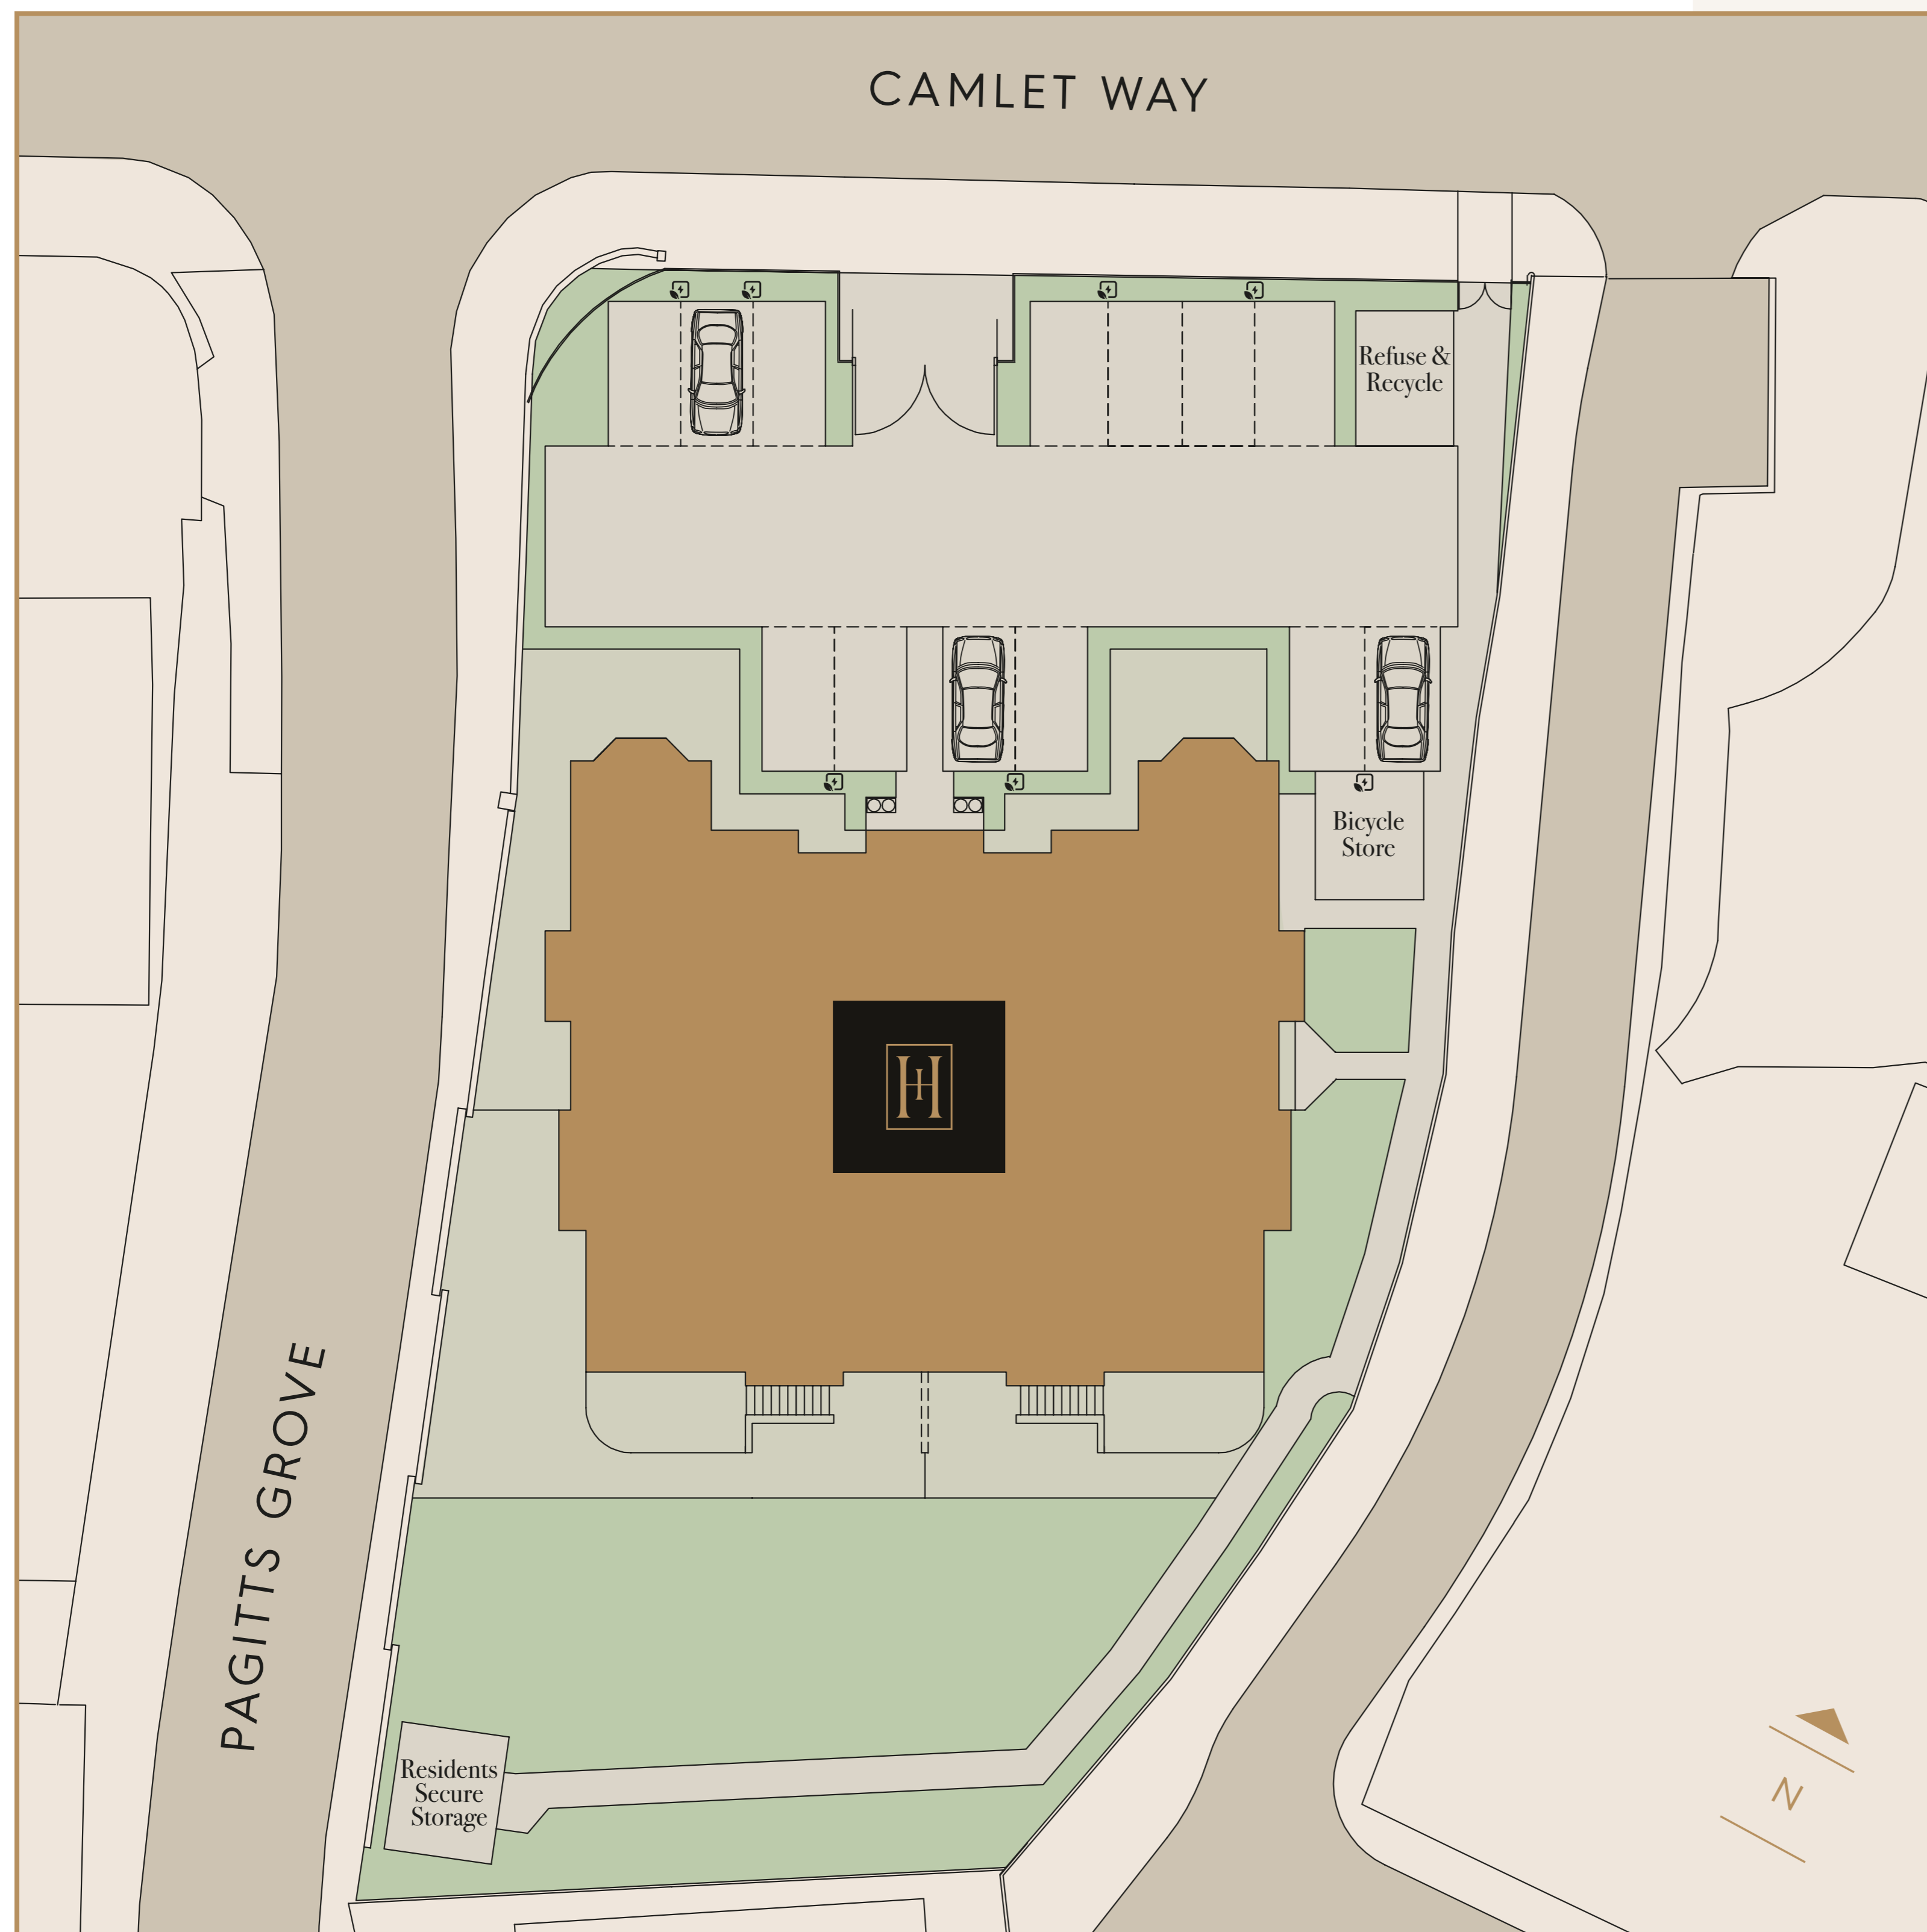 CAMLET WAY
Refuse &
Recycle
Bicycle
Store
H
PAGITTS GROVE
Residents
Secure
Storage
N